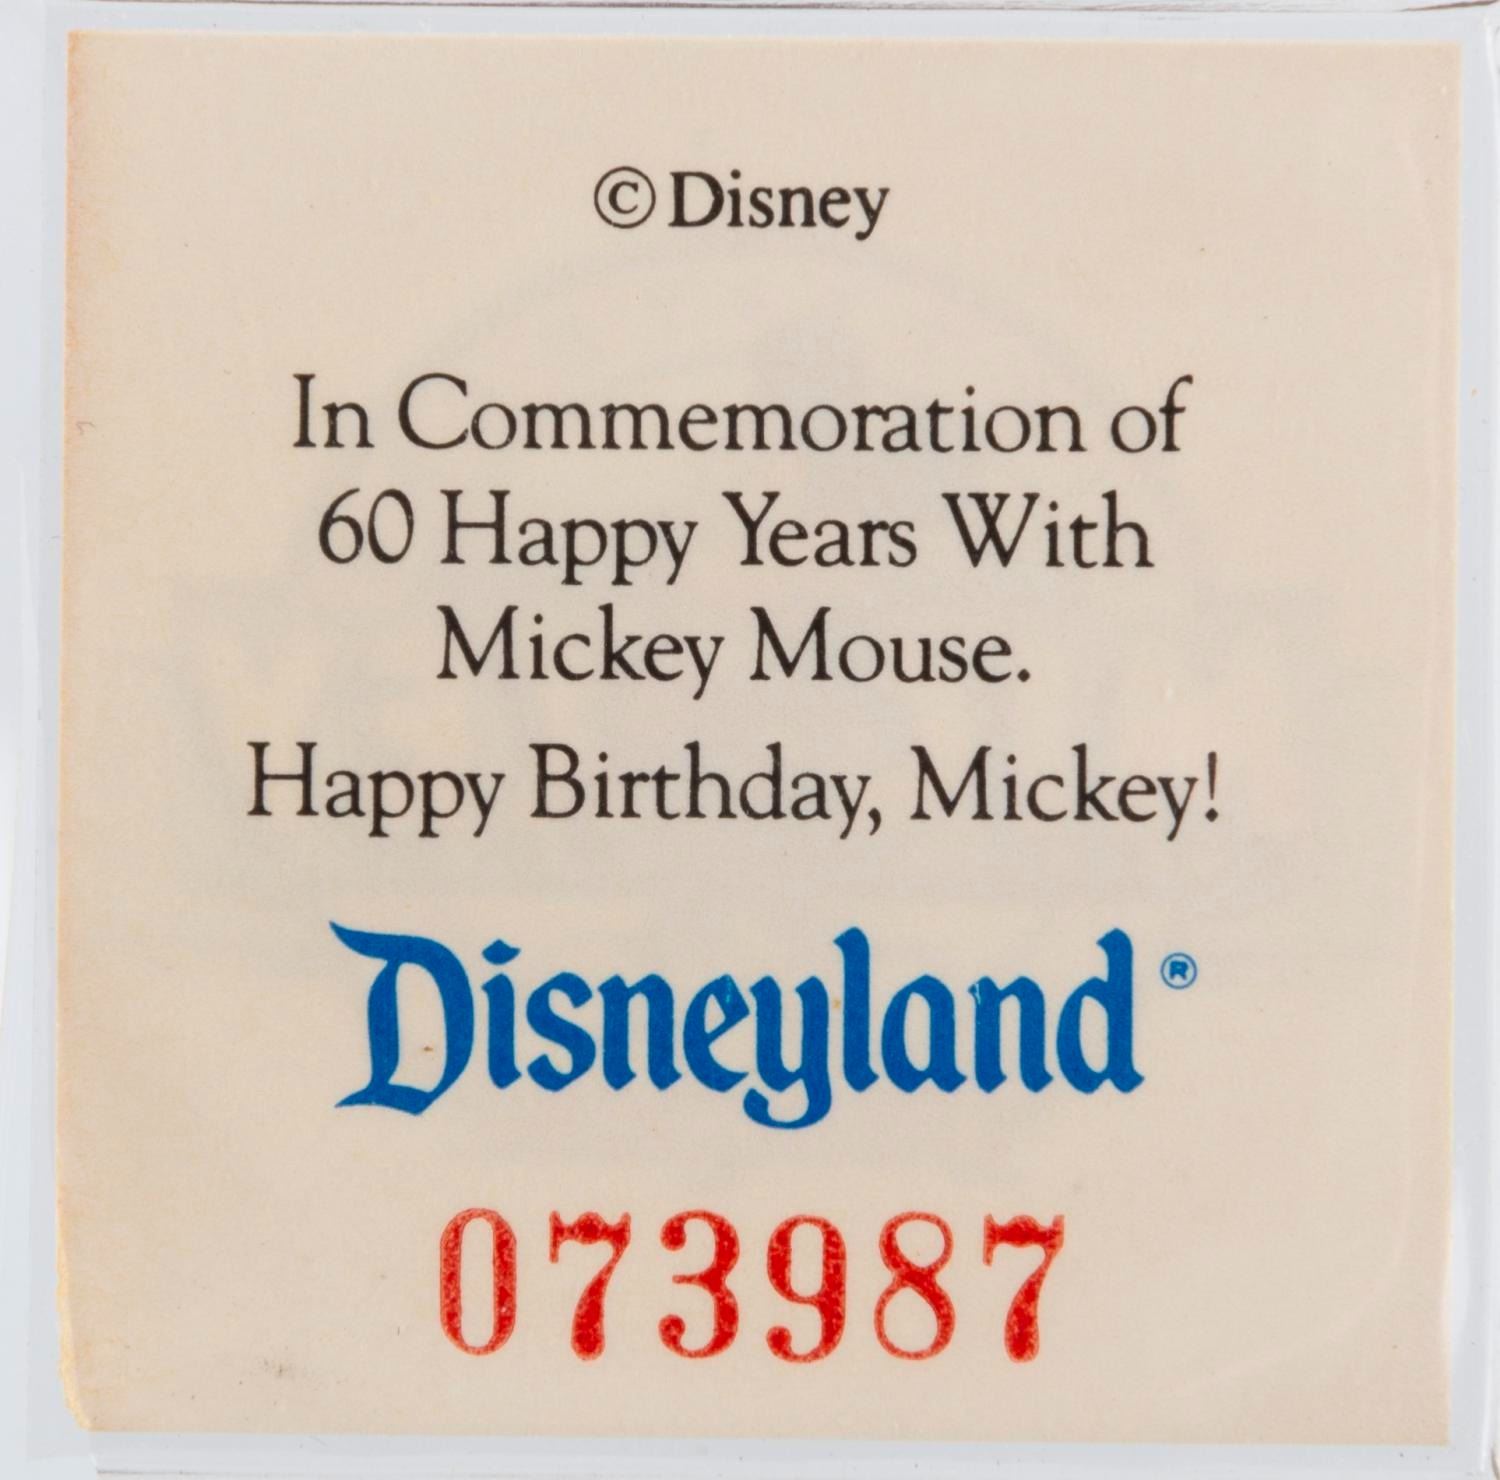 © Disney
In Commemoration of
60 Happy Years With
Mickey Mouse.
Happy Birthday, Mickey!
Disneyland®
073987